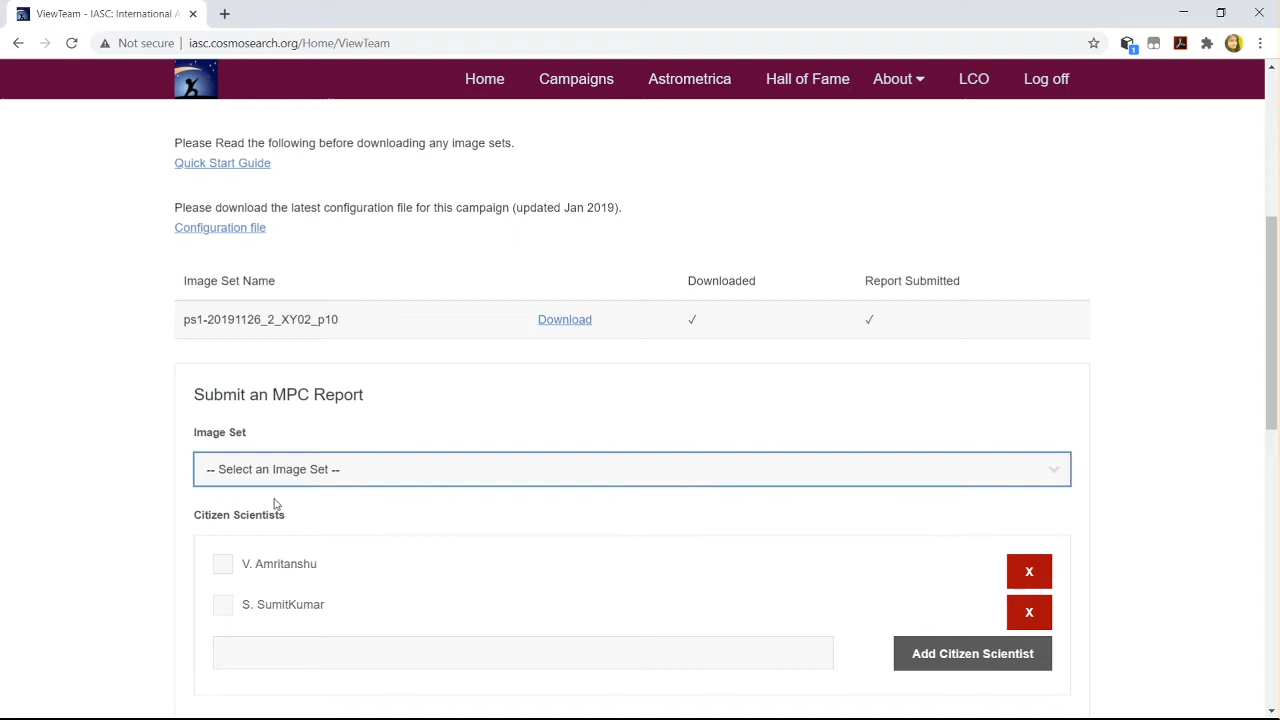 ViewTeam - IASC: International A
Not secure | iasc.cosmosearch.org/Home/ViewTeam
1
Home Campaigns Astrometrica Hall of Fame About LCO Log off
Please Read the following before downloading any image sets.
Quick Start Guide
Please download the latest configuration file for this campaign (updated Jan 2019).
Configuration file
Image Set Name Downloaded Report Submitted
ps1-20191126_2_XY02_p10 Download ✓ ✓
Submit an MPC Report
Image Set
-- Select an Image Set --
Citizen Scientists
V. Amritanshu X
S. SumitKumar X
Add Citizen Scientist